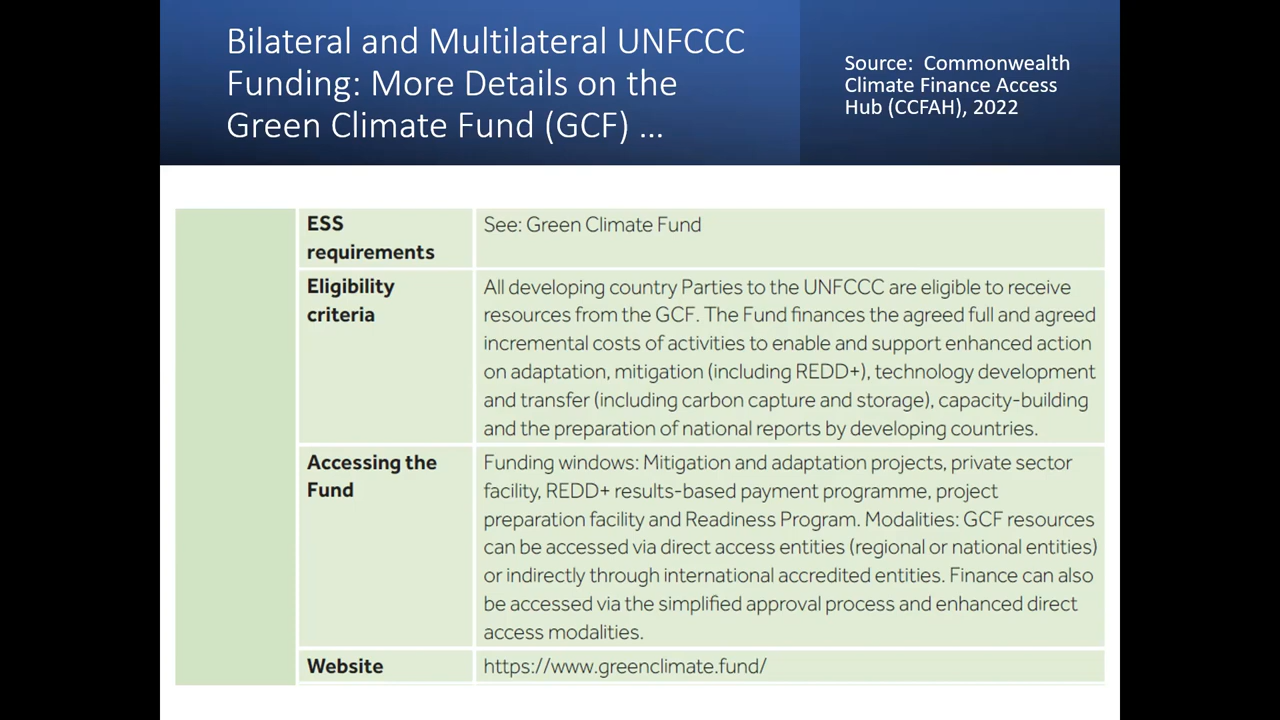 Bilateral and Multilateral UNFCCC
Funding: More Details on the
Green Climate Fund (GCF) ...
Source:  Commonwealth
Climate Finance Access
Hub (CCFAH), 2022
ESS
requirements
See: Green Climate Fund
Eligibility
criteria
All developing country Parties to the UNFCCC are eligible to receive
resources from the GCF. The Fund finances the agreed full and agreed
incremental costs of activities to enable and support enhanced action
on adaptation, mitigation (including REDD+), technology development
and transfer (including carbon capture and storage), capacity-building
and the preparation of national reports by developing countries.
Accessing the
Fund
Funding windows: Mitigation and adaptation projects, private sector
facility, REDD+ results-based payment programme, project
preparation facility and Readiness Program. Modalities: GCF resources
can be accessed via direct access entities (regional or national entities)
or indirectly through international accredited entities. Finance can also
be accessed via the simplified approval process and enhanced direct
access modalities.
Website
https://www.greenclimate.fund/